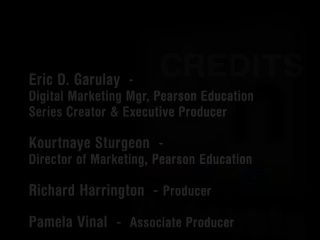 CREDITS
Eric D. Garulay -
Digital Marketing Mgr, Pearson Education
Series Creator & Executive Producer
Kourtnaye Sturgeon -
Director of Marketing, Pearson Education
Richard Harrington - Producer
Pamela Vinal - Associate Producer